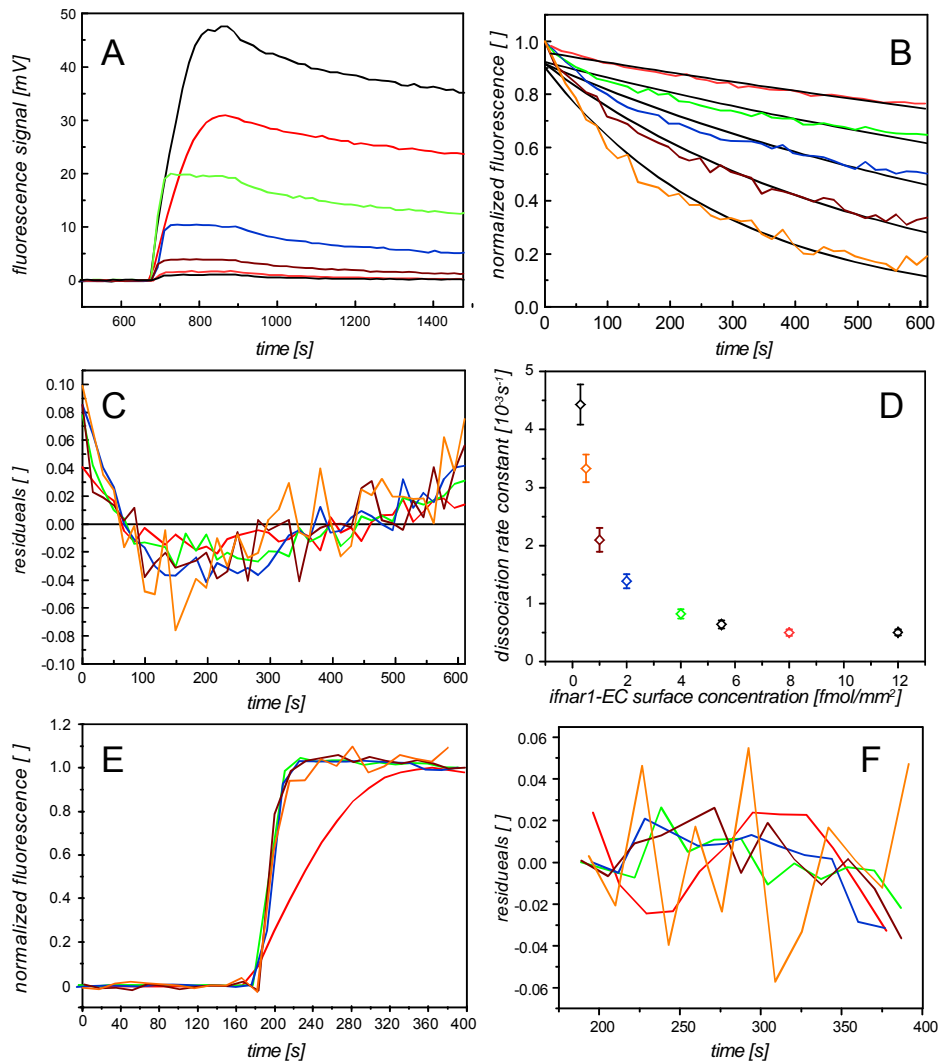 A
fluorescence signal [mV]
50
40
30
20
10
0
600 800 1000 1200 1400
time [s]
B
normalized fluorescence [ ]
1.0
0.8
0.6
0.4
0.2
0.0
0 100 200 300 400 500 600
time [s]
C
residueals [ ]
0.10
0.08
0.06
0.04
0.02
0.00
-0.02
-0.04
-0.06
-0.08
-0.10
0 100 200 300 400 500 600
time [s]
D
dissociation rate constant [10-3s-1]
5
4
3
2
1
0
0 2 4 6 8 10 12
ifnar1-EC surface concentration [fmol/mm²]
E
normalized fluorescence [ ]
1.2
1.0
0.8
0.6
0.4
0.2
0
0 40 80 120 160 200 240 280 320 360 400
time [s]
F
residueals [ ]
0.06
0.04
0.02
0.00
-0.02
-0.04
-0.06
200 250 300 350 400
time [s]